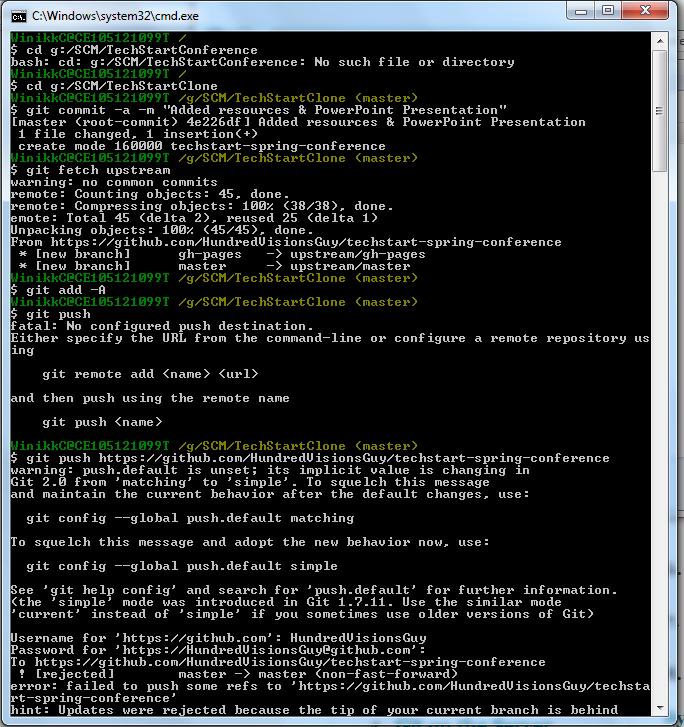 C:\Windows\system32\cmd.exe
WinikkC@CE105121099T /
$ cd g:/SCM/TechStartConference
bash: cd: g:/SCM/TechStartConference: No such file or directory
WinikkC@CE105121099T /
$ cd g:/SCM/TechStartClone
WinikkC@CE105121099T /g/SCM/TechStartClone (master)
$ git commit -a -m "Added resources & PowerPoint Presentation"
[master (root-commit) 4e226df] Added resources & PowerPoint Presentation
1 file changed, 1 insertion(+)
create mode 160000 techstart-spring-conference
WinikkC@CE105121099T /g/SCM/TechStartClone (master)
$ git fetch upstream
warning: no common commits
remote: Counting objects: 45, done.
remote: Compressing objects: 100% (38/38), done.
emote: Total 45 (delta 2), reused 25 (delta 1)
Unpacking objects: 100% (45/45), done.
From https://github.com/HundredVisionsGuy/techstart-spring-conference
* [new branch]      gh-pages   -> upstream/gh-pages
* [new branch]      master     -> upstream/master
WinikkC@CE105121099T /g/SCM/TechStartClone (master)
$ git add -A
WinikkC@CE105121099T /g/SCM/TechStartClone (master)
$ git push
fatal: No configured push destination.
Either specify the URL from the command-line or configure a remote repository us
ing
git remote add <name> <url>
and then push using the remote name
git push <name>
WinikkC@CE105121099T /g/SCM/TechStartClone (master)
$ git push https://github.com/HundredVisionsGuy/techstart-spring-conference
warning: push.default is unset; its implicit value is changing in
Git 2.0 from 'matching' to 'simple'. To squelch this message
and maintain the current behavior after the default changes, use:
git config --global push.default matching
To squelch this message and adopt the new behavior now, use:
git config --global push.default simple
See 'git help config' and search for 'push.default' for further information.
(the 'simple' mode was introduced in Git 1.7.11. Use the similar mode
'current' instead of 'simple' if you sometimes use older versions of Git)
Username for 'https://github.com': HundredVisionsGuy
Password for 'https://HundredVisionsGuy@github.com':
To https://github.com/HundredVisionsGuy/techstart-spring-conference
! [rejected]        master -> master (non-fast-forward)
error: failed to push some refs to 'https://github.com/HundredVisionsGuy/techsta
rt-spring-conference'
hint: Updates were rejected because the tip of your current branch is behind